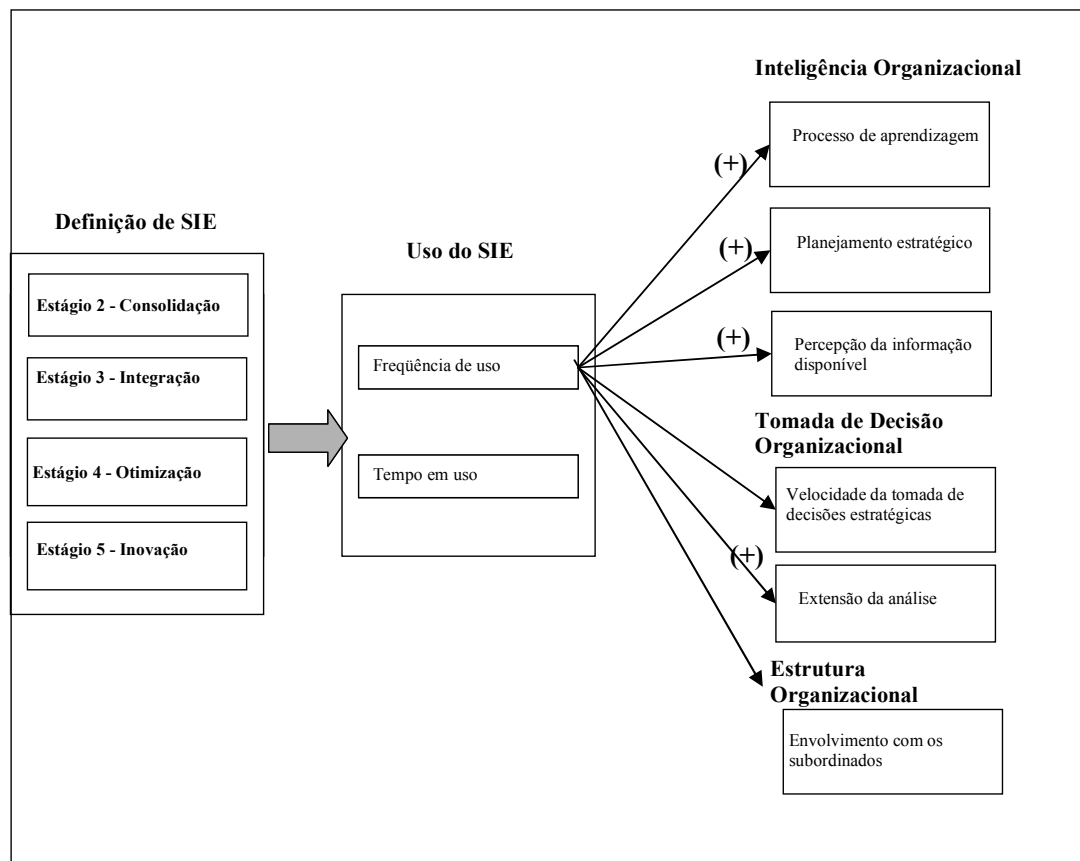 Definição de SIE
Estágio 2 - Consolidação
Estágio 3 - Integração
Estágio 4 - Otimização
Estágio 5 - Inovação
Uso do SIE
Freqüência de uso
Tempo em uso
(+)
(+)
(+)
(+)
Inteligência Organizacional
Processo de aprendizagem
Planejamento estratégico
Percepção da informação
disponível
Tomada de Decisão
Organizacional
Velocidade da tomada de
decisões estratégicas
Extensão da análise
Estrutura
Organizacional
Envolvimento com os
subordinados